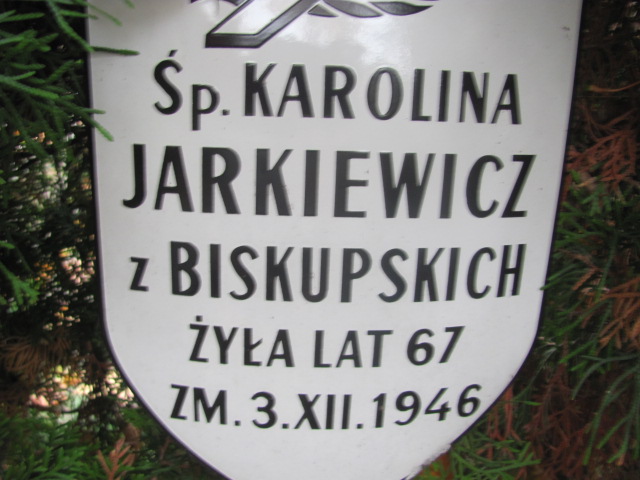 Śp. KAROLINA
JARKIEWICZ
z BISKUPSKICH
ŻYŁA LAT 67
ZM. 3.XII.1946